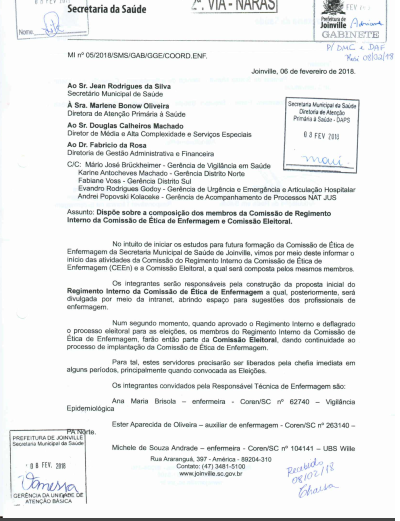 Secretaria da Saúde
2ª. VIA - NARAS
Prefeitura de
Joinville
GABINETE
Nome
P/ DMC e DAF
08/02/18
MI nº 05/2018/SMS/GAB/GGE/COORD.ENF.
Joinville, 06 de fevereiro de 2018.
Ao Sr. Jean Rodrigues da Silva
Secretário Municipal de Saúde
À Sra. Marlene Bonow Oliveira
Diretora de Atenção Primária à Saúde
Ao Sr. Douglas Calheiros Machado
Diretor de Média e Alta Complexidade e Serviços Especiais
Ao Dr. Fabrício da Rosa
Diretoria de Gestão Administrativa e Financeira
Secretaria Municipal da Saúde
Diretoria de Atenção
Primária à Saúde - DAPS
08 FEV 2018
C/C: Mário José Brückheimer - Gerência de Vigilância em Saúde
Karine Antocheves Machado - Gerência Distrito Norte
Fabiane Voss - Gerência Distrito Sul
Evandro Rodrigues Godoy - Gerência de Urgência e Emergência e Articulação Hospitalar
Andrei Popovski Kolaceke - Gerência de Acompanhamento de Processos NAT JUS
Assunto: Dispõe sobre a composição dos membros da Comissão de Regimento
Interno da Comissão de Ética de Enfermagem e Comissão Eleitoral.
No intuito de iniciar os estudos para futura formação da Comissão de Ética de
Enfermagem da Secretaria Municipal de Saúde de Joinville, vimos por meio deste informar o
início das atividades da Comissão do Regimento Interno da Comissão de Ética de
Enfermagem (CEEn) e a Comissão Eleitoral, a qual será composta pelos mesmos membros.
Os integrantes serão responsáveis pela construção da proposta inicial do
Regimento Interno da Comissão de Ética de Enfermagem a qual, posteriormente, será
divulgada por meio da intranet, abrindo espaço para sugestões dos profissionais de
enfermagem.
Num segundo momento, quando aprovado o Regimento Interno e deflagrado
o processo eleitoral para as eleições, os membros do Regimento Interno da Comissão de
Ética de Enfermagem, farão então parte da Comissão Eleitoral, dando continuidade ao
processo de implantação da Comissão de Ética de Enfermagem.
Para tal, estes servidores precisarão ser liberados pela chefia imediata em
alguns períodos, principalmente quando convocada as Eleições.
Os integrantes convidados pela Responsável Técnica de Enfermagem são:
Ana Maria Brisola – enfermeira - Coren/SC nº 62740 – Vigilância
Epidemiológica
Ester Aparecida de Oliveira – auxiliar de enfermagem - Coren/SC nº 263140 –
PA Norte.
Michele de Souza Andrade – enfermeira - Coren/SC nº 104141 – UBS Wille
PREFEITURA DE JOINVILLE
Secretaria Municipal da Saúde
08 FEV. 2018
Vanessa
GERÊNCIA DA UNIDADE DE
ATENÇÃO BÁSICA
Rua Araranguá, 397 - América - 89204-310
Contato: (47) 3481-5100
www.joinville.sc.gov.br
Recebido
08/02/18